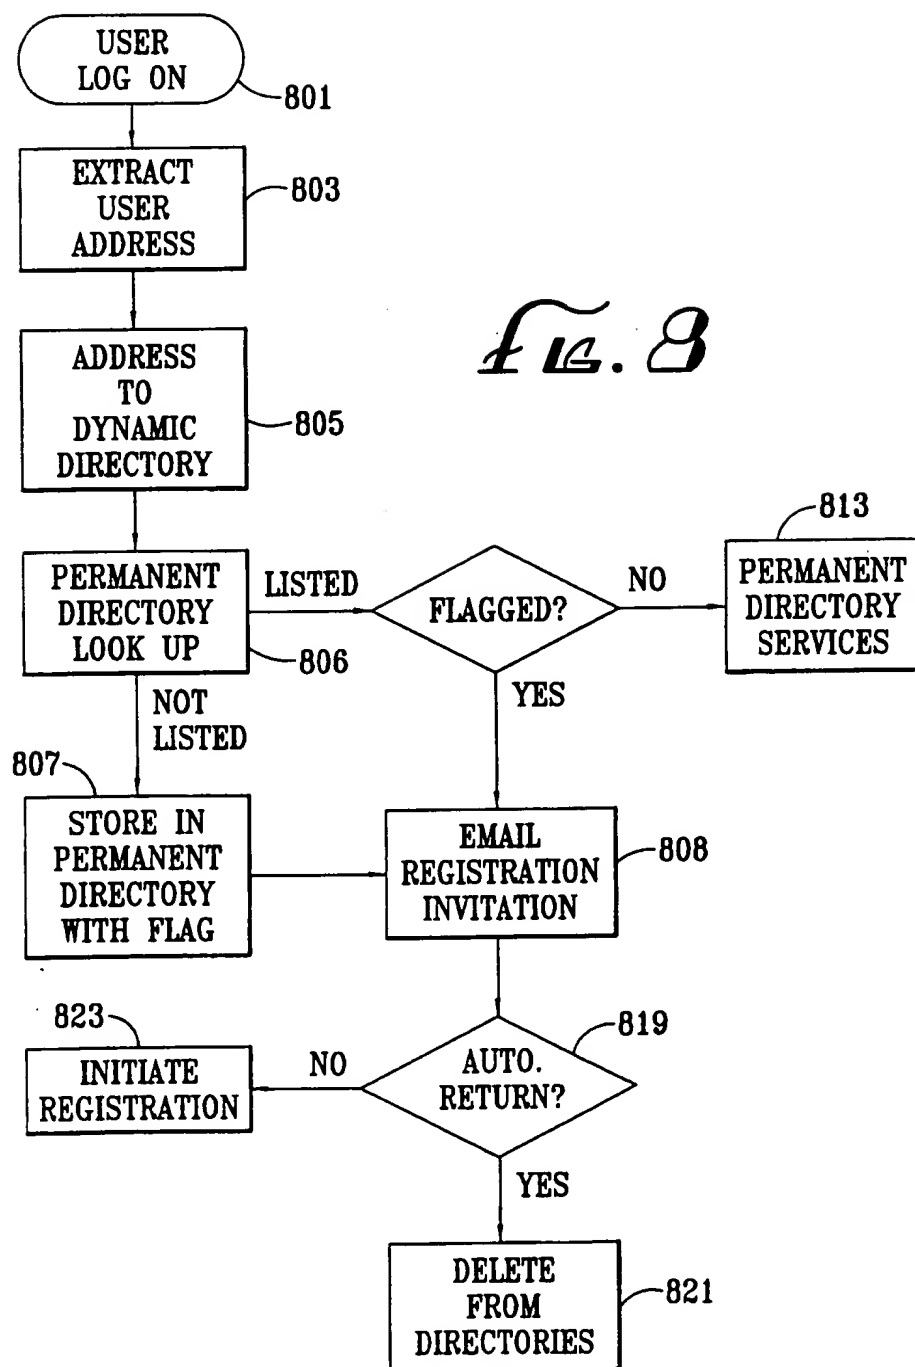 USER
LOG ON
801
EXTRACT
USER
ADDRESS
803
FIG. 8
ADDRESS
TO
DYNAMIC
DIRECTORY
805
PERMANENT
DIRECTORY
LOOK UP
806
LISTED
FLAGGED?
NO
813
PERMANENT
DIRECTORY
SERVICES
NOT
LISTED
YES
807
STORE IN
PERMANENT
DIRECTORY
WITH FLAG
EMAIL
REGISTRATION
INVITATION
808
823
INITIATE
REGISTRATION
NO
AUTO.
RETURN?
819
YES
DELETE
FROM
DIRECTORIES
821